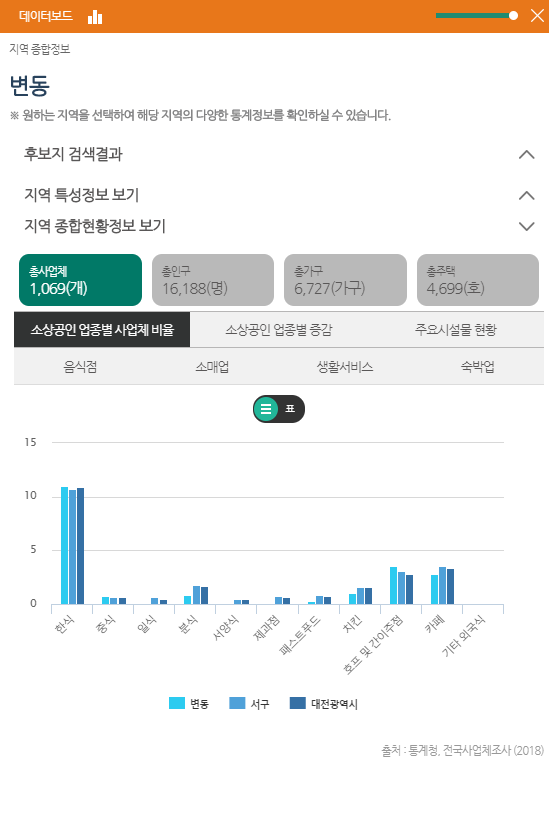 데이터보드
지역 종합정보
변동
※ 원하는 지역을 선택하여 해당 지역의 다양한 통계정보를 확인하실 수 있습니다.
후보지 검색결과
지역 특성정보 보기
지역 종합현황정보 보기
총사업체 총인구 총가구 총주택
1,069(개) 16,188(명) 6,727(가구) 4,699(호)
소상공인 업종별 사업체 비율 소상공인 업종별 증감 주요시설물 현황
음식점 소매업 생활서비스 숙박업
표
15
10
5
0
한식 중식 일식 분식 서양식 제과점 패스트푸드 치킨 호프 및 간이주점 카페 기타 외국식
변동 서구 대전광역시
출처 : 통계청, 전국사업체조사 (2018)